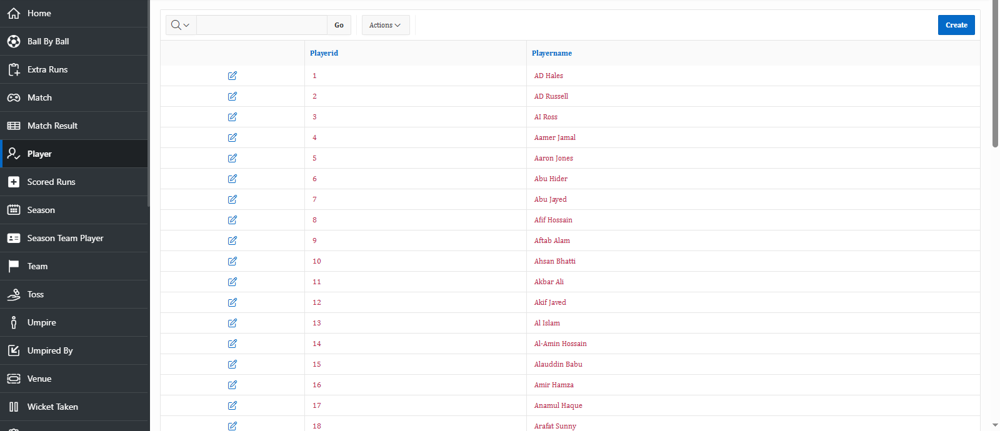 Home
Ball By Ball
Extra Runs
Match
Match Result
Player
Scored Runs
Season
Season Team Player
Team
Toss
Umpire
Umpired By
Venue
Wicket Taken
Go
Actions
Create
Playerid Playername
1 AD Hales
2 AD Russell
3 AI Ross
4 Aamer Jamal
5 Aaron Jones
6 Abu Hider
7 Abu Jayed
8 Afif Hossain
9 Aftab Alam
10 Ahsan Bhatti
11 Akbar Ali
12 Akif Javed
13 Al Islam
14 Al-Amin Hossain
15 Alauddin Babu
16 Amir Hamza
17 Anamul Haque
18 Arafat Sunny